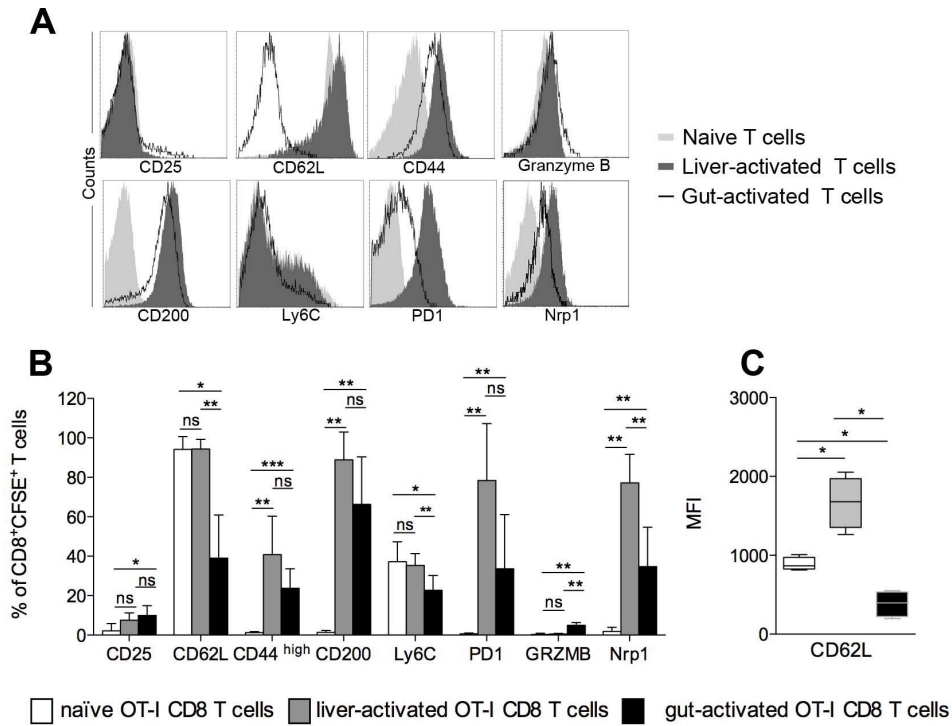 A
Counts
CD25
CD62L
CD44
Granzyme B
CD200
Ly6C
PD1
Nrp1
Naive T cells
Liver-activated T cells
Gut-activated T cells
B
% of CD8+CFSE+ T cells
120
100
80
60
40
20
0
* ns ns
* ns **
*** ** ns
** ** ns
* ns **
** ** ns
** ns **
** ** **
CD25 CD62L CD44 high CD200 Ly6C PD1 GRZMB Nrp1
C
MFI
3000
2000
1000
0
*
*
*
CD62L
naïve OT-I CD8 T cells liver-activated OT-I CD8 T cells gut-activated OT-I CD8 T cells